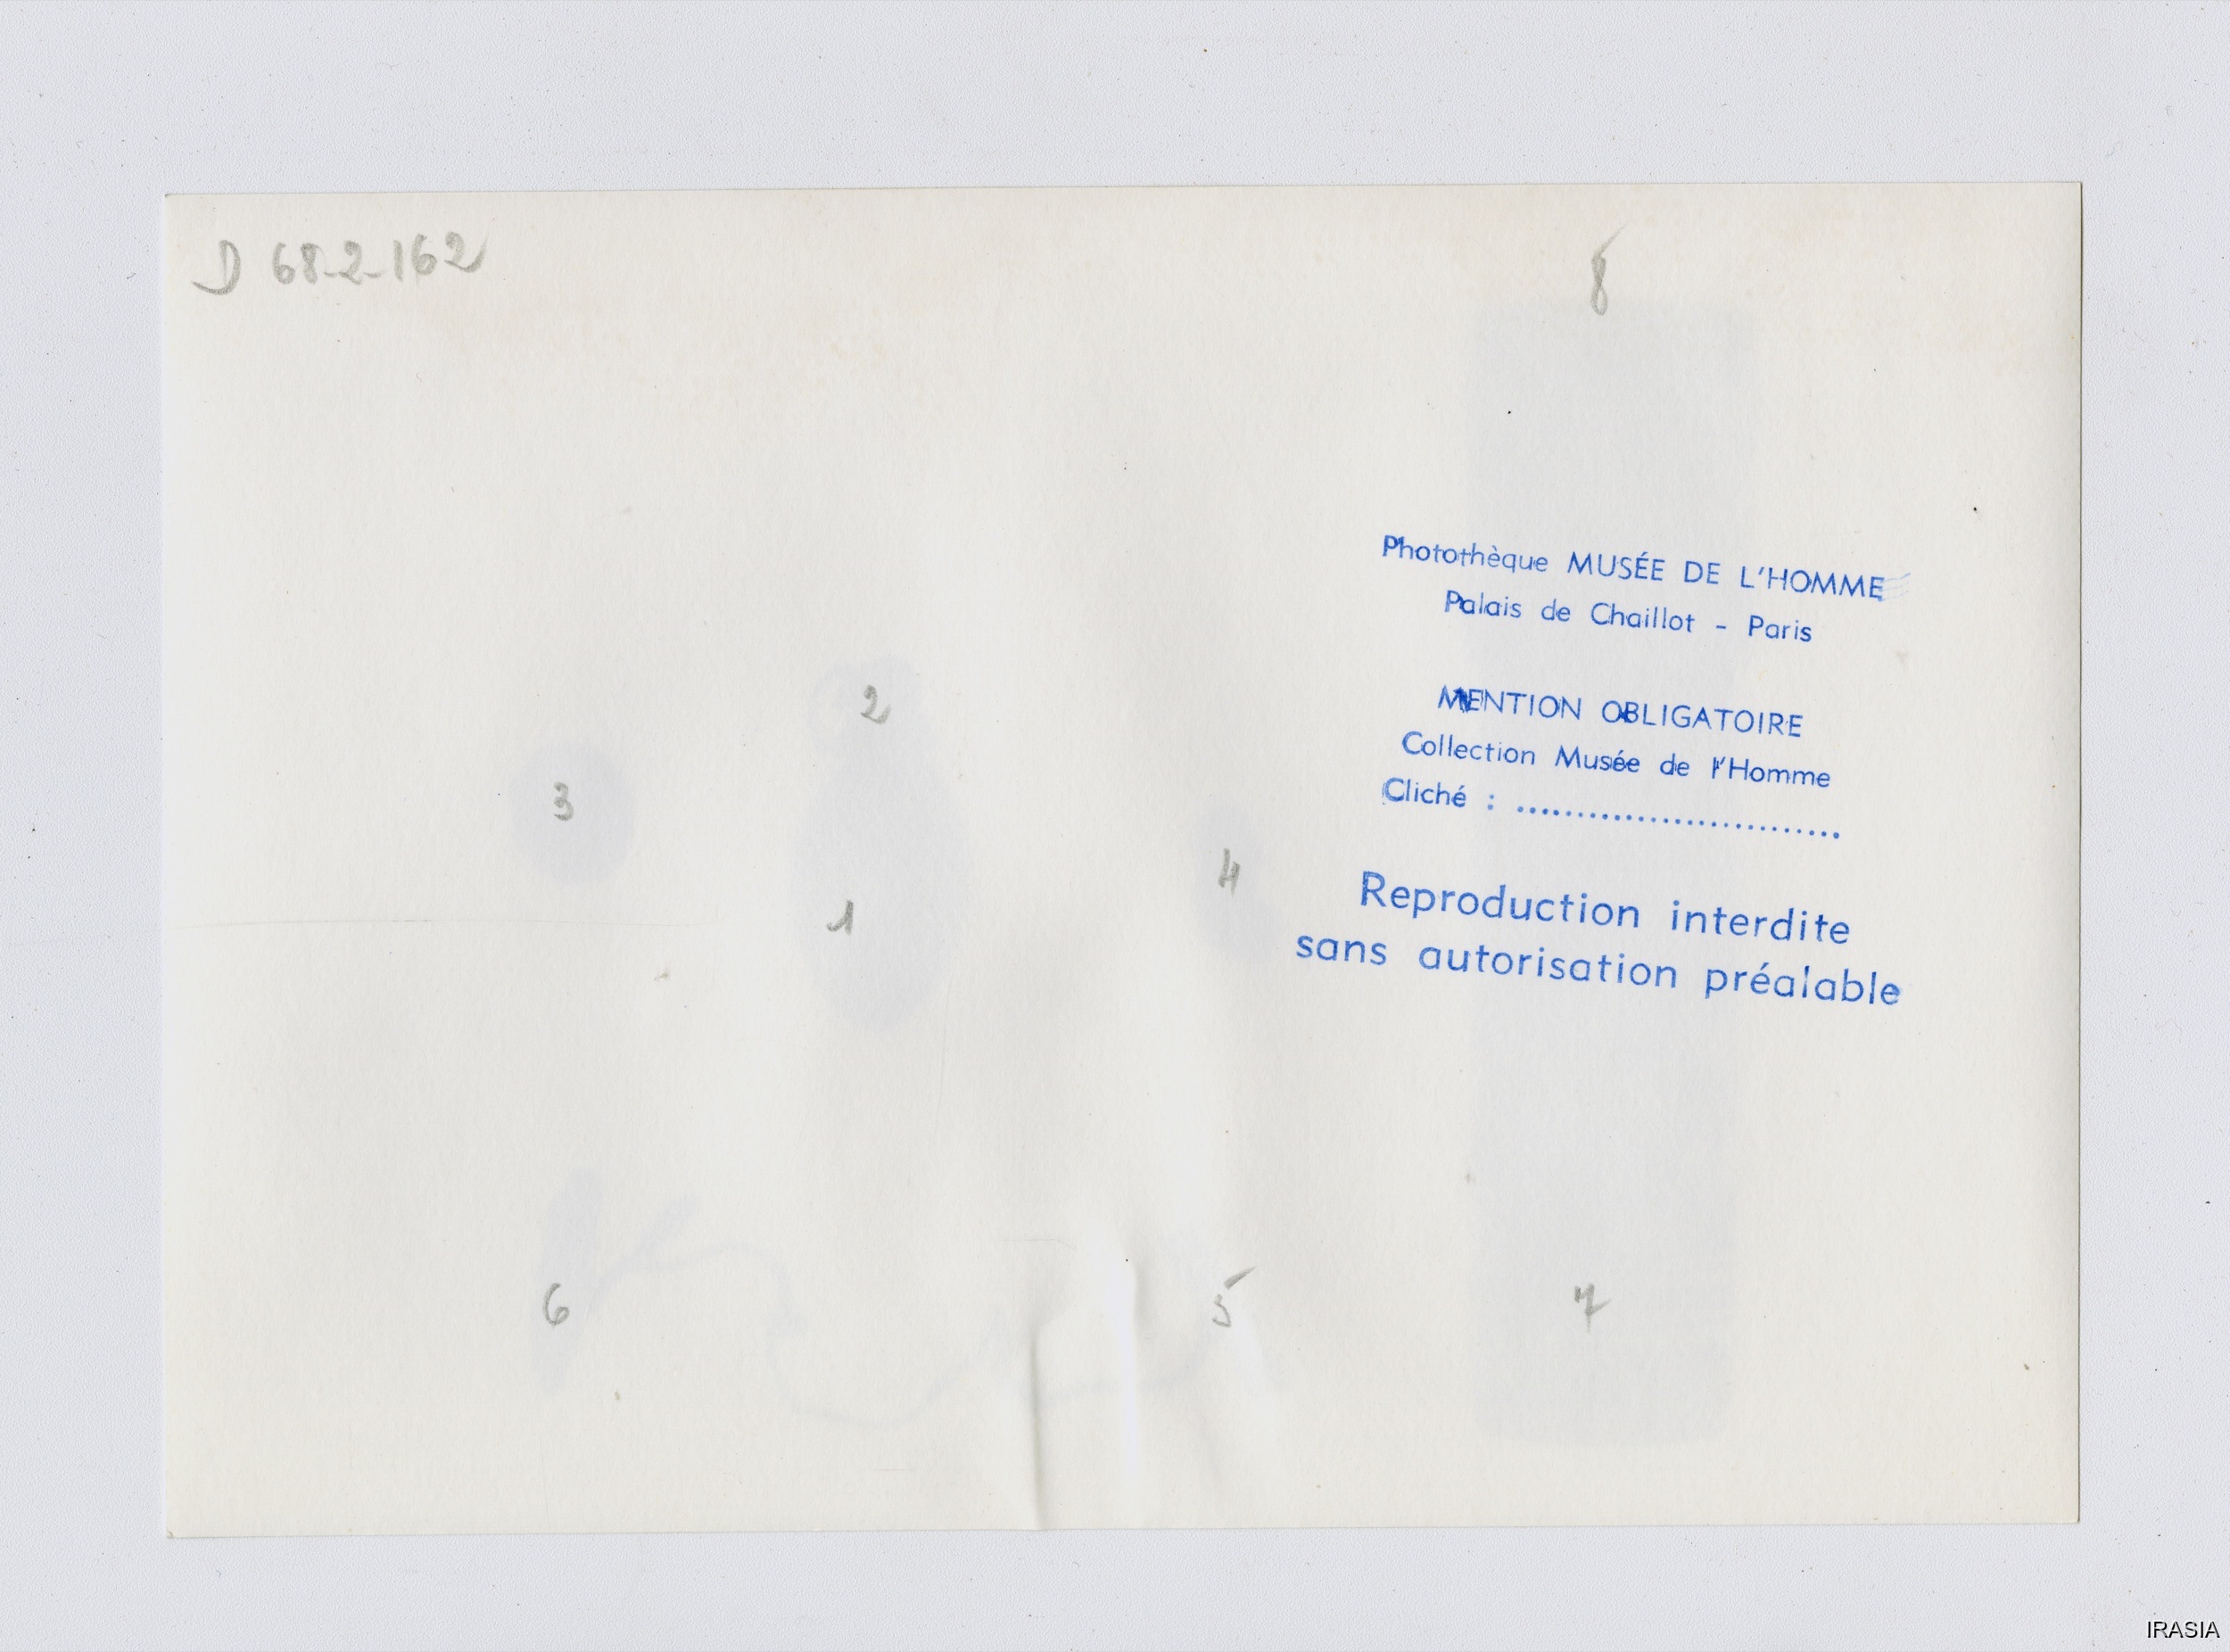 D 68-2-162
8
Photothèque MUSÉE DE L'HOMME
Palais de Chaillot - Paris
MENTION OBLIGATOIRE
Collection Musée de l'Homme
Cliché : ............................
Reproduction interdite
sans autorisation préalable
2
3
4
1
6
5
7
IRASIA